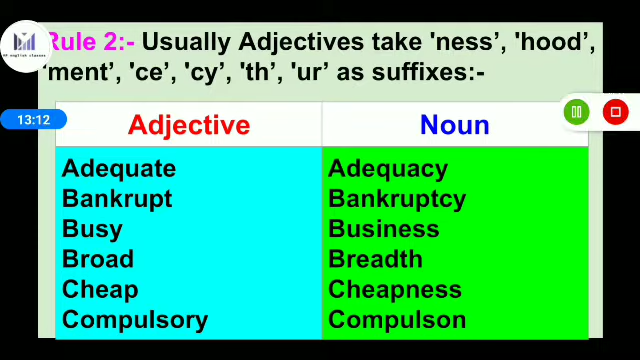 Rule 2:- Usually Adjectives take 'ness', 'hood',
'ment', 'ce', 'cy', 'th', 'ur' as suffixes:-
13:12
Adjective Noun
Adequate Adequacy
Bankrupt Bankruptcy
Busy Business
Broad Breadth
Cheap Cheapness
Compulsory Compulson